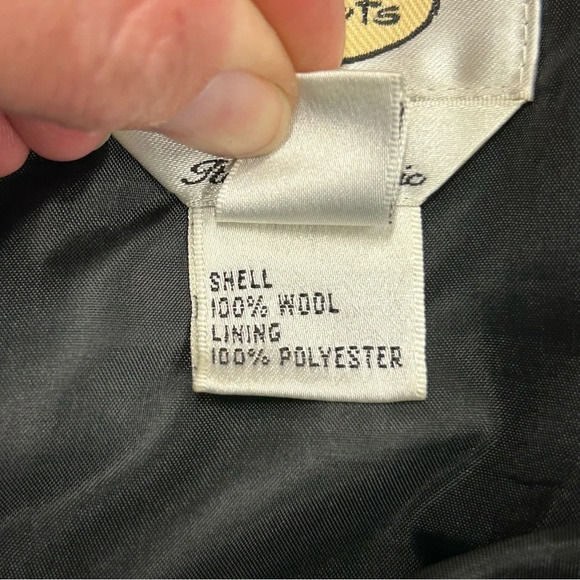 SHELL
100% WOOL
LINING
100% POLYESTER